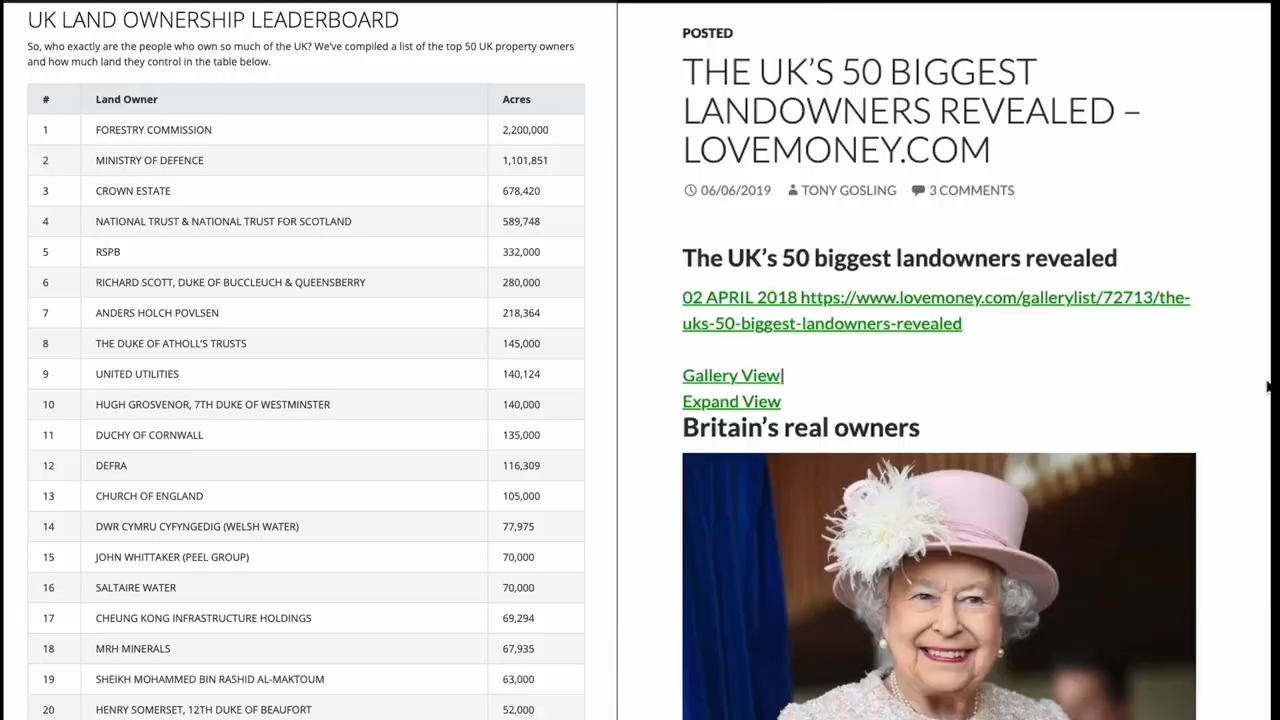 UK LAND OWNERSHIP LEADERBOARD
So, who exactly are the people who own so much of the UK? We've compiled a list of the top 50 UK property owners
and how much land they control in the table below.
# Land Owner Acres
1 FORESTRY COMMISSION 2,200,000
2 MINISTRY OF DEFENCE 1,101,851
3 CROWN ESTATE 678,420
4 NATIONAL TRUST & NATIONAL TRUST FOR SCOTLAND 589,748
5 RSPB 332,000
6 RICHARD SCOTT, DUKE OF BUCCLEUCH & QUEENSBERRY 280,000
7 ANDERS HOLCH POVLSEN 218,364
8 THE DUKE OF ATHOLL'S TRUSTS 145,000
9 UNITED UTILITIES 140,124
10 HUGH GROSVENOR, 7TH DUKE OF WESTMINSTER 140,000
11 DUCHY OF CORNWALL 135,000
12 DEFRA 116,309
13 CHURCH OF ENGLAND 105,000
14 DWR CYMRU CYFYNGEDIG (WELSH WATER) 77,975
15 JOHN WHITTAKER (PEEL GROUP) 70,000
16 SALTAIRE WATER 70,000
17 CHEUNG KONG INFRASTRUCTURE HOLDINGS 69,294
18 MRH MINERALS 67,935
19 SHEIKH MOHAMMED BIN RASHID AL-MAKTOUM 63,000
20 HENRY SOMERSET, 12TH DUKE OF BEAUFORT 52,000
POSTED
THE UK'S 50 BIGGEST
LANDOWNERS REVEALED –
LOVEMONEY.COM
06/06/2019 TONY GOSLING 3 COMMENTS
The UK's 50 biggest landowners revealed
02 APRIL 2018 https://www.lovemoney.com/gallerylist/72713/the-
uks-50-biggest-landowners-revealed
Gallery View|
Expand View
Britain's real owners